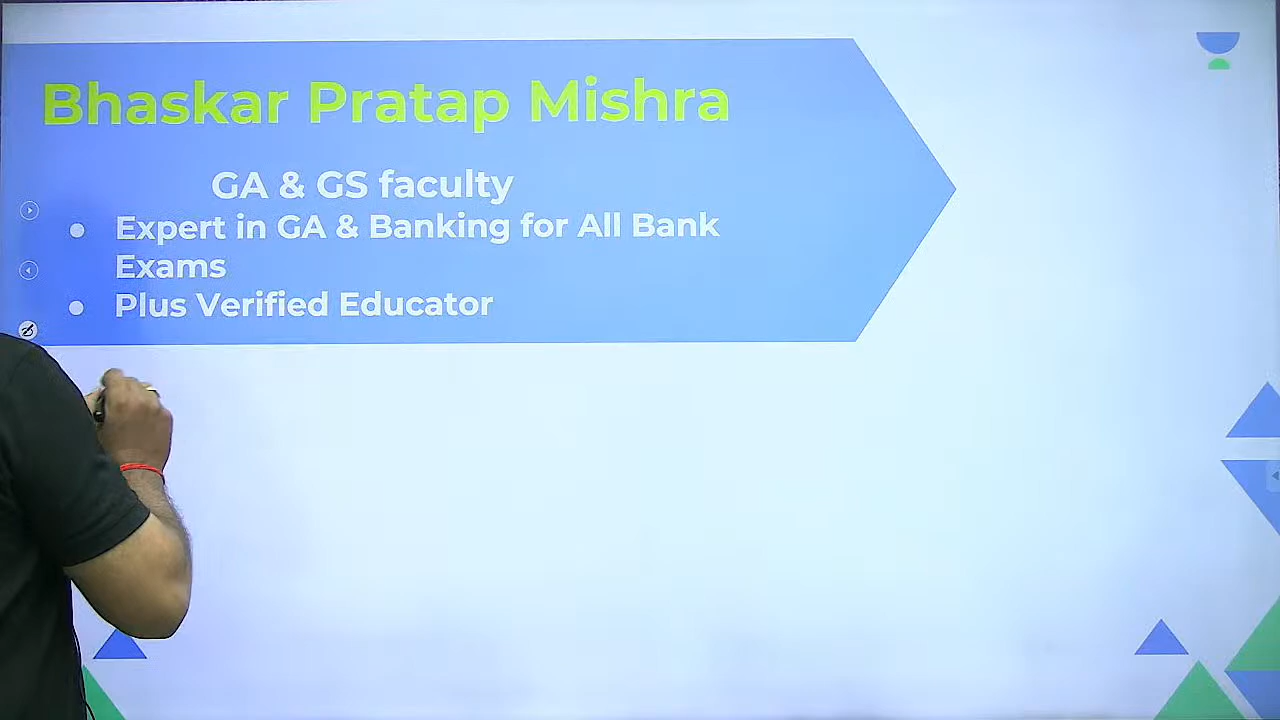 Bhaskar Pratap Mishra
GA & GS faculty
● Expert in GA & Banking for All Bank
Exams
● Plus Verified Educator